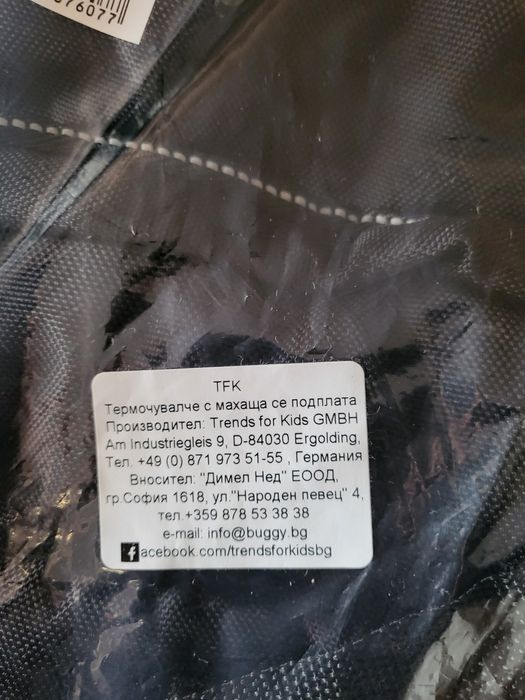 76077
TFK
Термочувалче с махаща се подплата
Производител: Trends for Kids GMBH
Am Industriegleis 9, D-84030 Ergolding,
Тел. +49 (0) 871 973 51-55 , Германия
Вносител: "Димел Нед" ЕООД,
гр.София 1618, ул."Народен певец" 4,
тел.+359 878 53 38 38
e-mail: info@buggy.bg
facebook.com/trendsforkidsbg